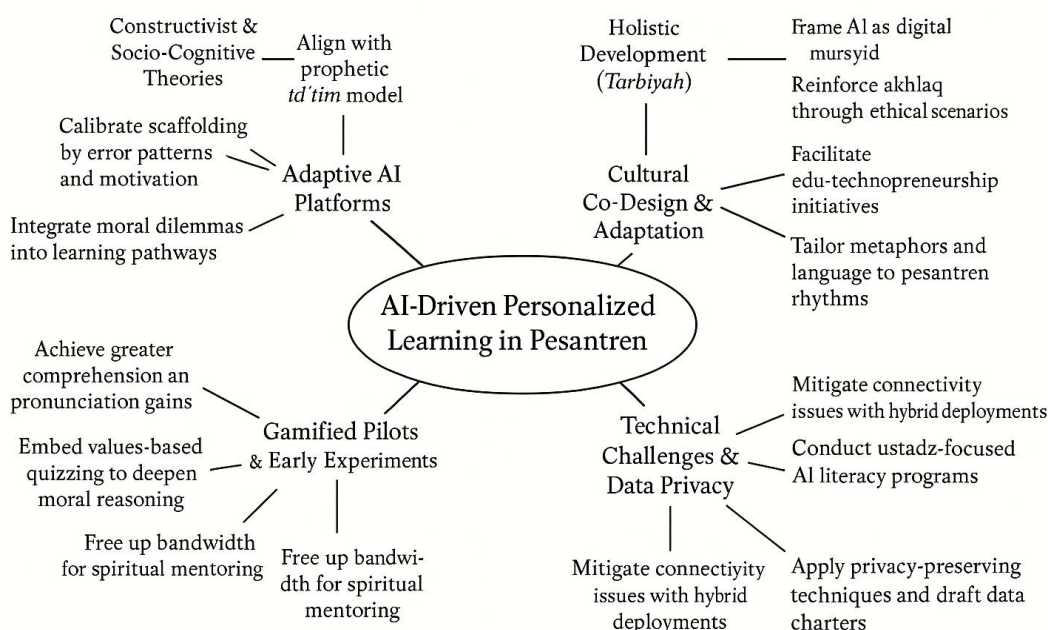 Constructivist &
Socio-Cognitive
Theories
Align with
prophetic
td´tim model
Calibrate scaffolding
by error patterns
and motivation
Adaptive AI
Platforms
Integrate moral dilemmas
into learning pathways
Holistic
Development
(Tarbiyah)
Frame AI as digital
mursyid
Reinforce akhlaq
through ethical scenarios
Cultural
Co-Design &
Adaptation
Facilitate
edu-technopreneurship
initiatives
Tailor metaphors and
language to pesantren
rhythms
AI-Driven Personalized
Learning in Pesantren
Achieve greater
comprehension an
pronunciation gains
Gamified Pilots
& Early Experiments
Embed values-based
quizzing to deepen
moral reasoning
Free up bandwidth
for spiritual mentoring
Free up bandwi-
dth for spiritual
mentoring
Technical
Challenges &
Data Privacy
Mitigate connectivity
issues with hybrid deployments
Conduct ustadz-focused
AI literacy programs
Mitigate connectiyity
issues with hybrid
deployments
Apply privacy-preserving
techniques and draft data
charters